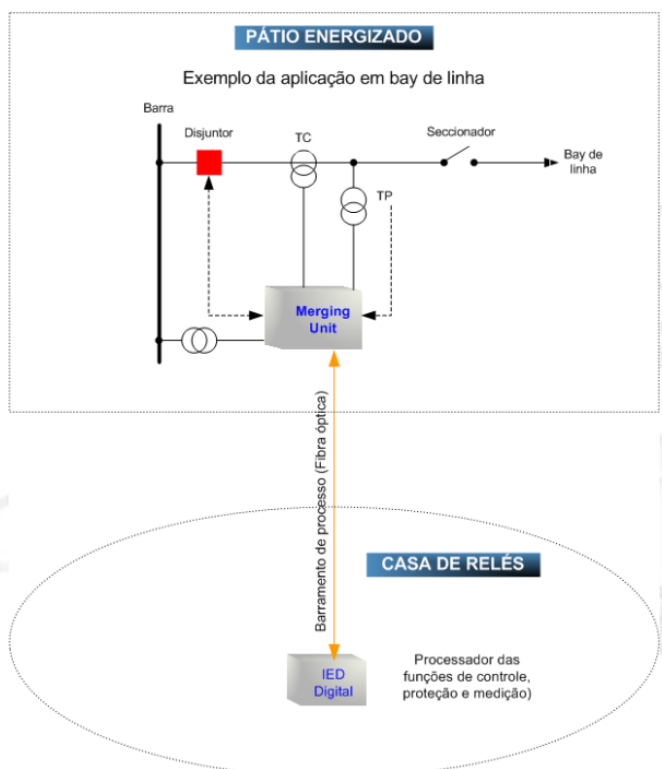 PÁTIO ENERGIZADO
Exemplo da aplicação em bay de linha
Barra
Disjuntor
TC
Seccionador
Bay de
linha
TP
Merging
Unit
Barramento de processo (Fibra óptica)
CASA DE RELÉS
IED
Digital
Processador das
funções de controle,
proteção e medição)